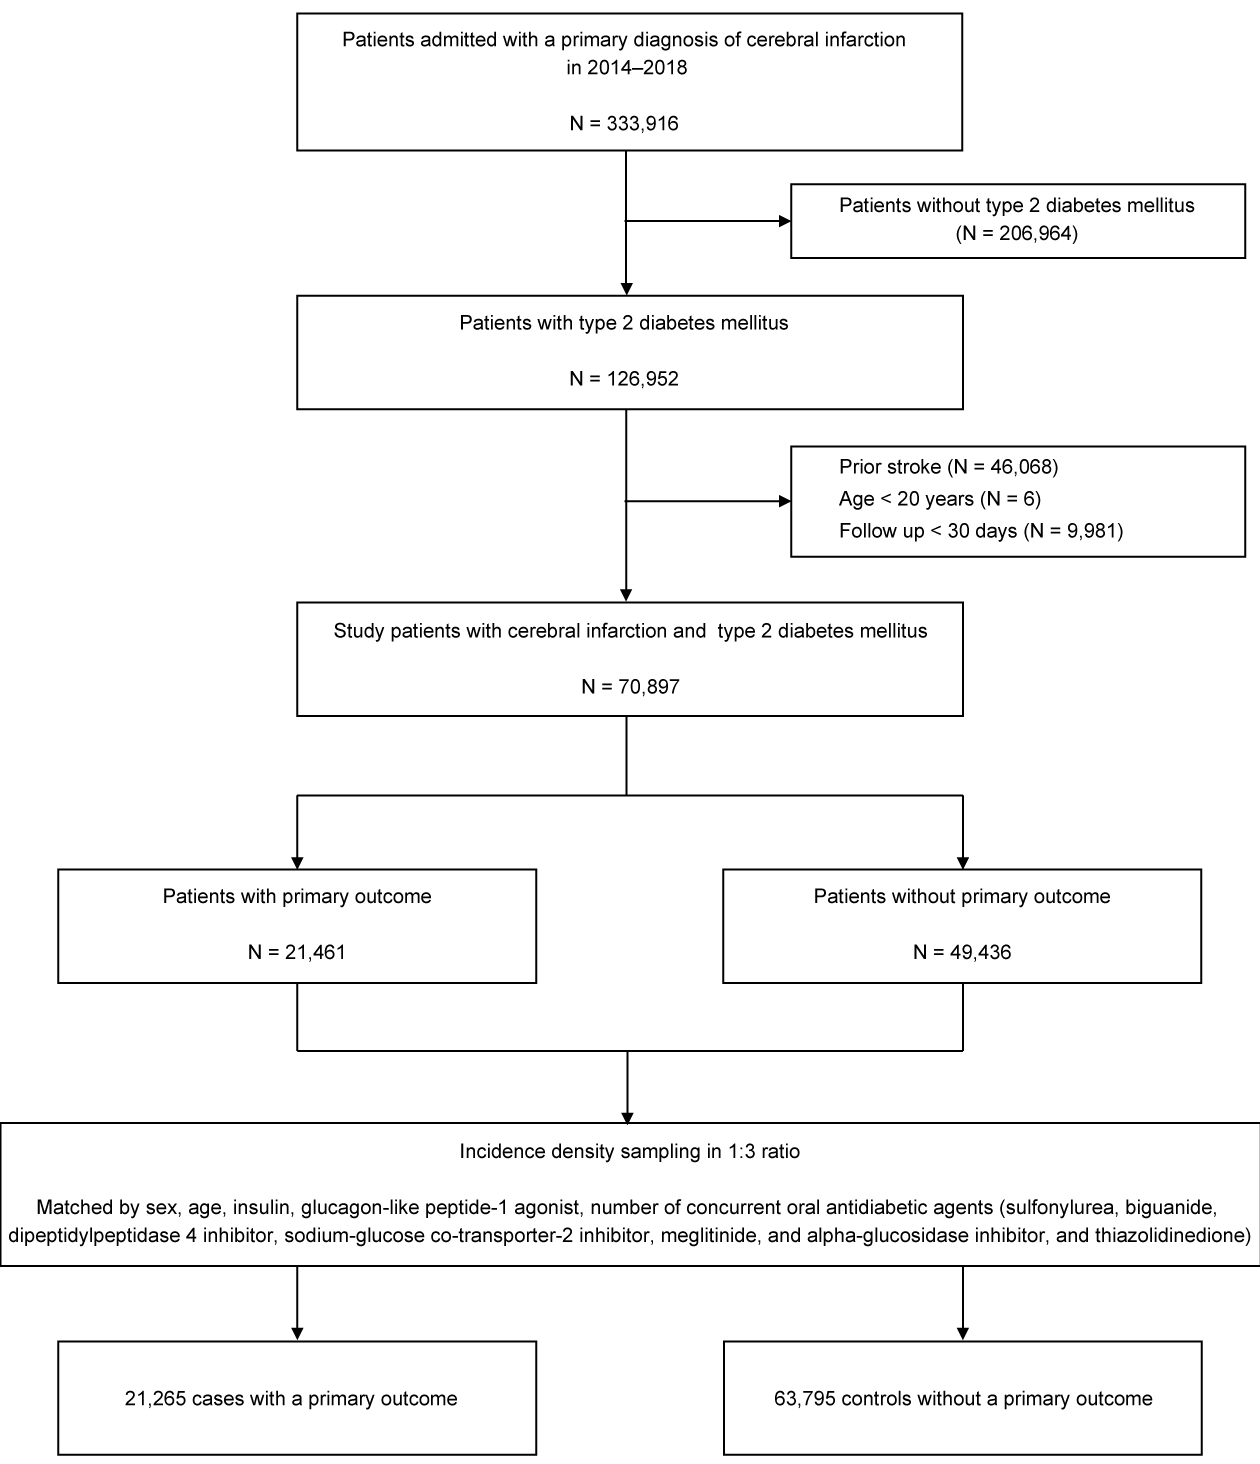 Patients admitted with a primary diagnosis of cerebral infarction
in 2014–2018
N = 333,916
Patients without type 2 diabetes mellitus
(N = 206,964)
Patients with type 2 diabetes mellitus
N = 126,952
Prior stroke (N = 46,068)
Age < 20 years (N = 6)
Follow up < 30 days (N = 9,981)
Study patients with cerebral infarction and type 2 diabetes mellitus
N = 70,897
Patients with primary outcome
N = 21,461
Patients without primary outcome
N = 49,436
Incidence density sampling in 1:3 ratio
Matched by sex, age, insulin, glucagon-like peptide-1 agonist, number of concurrent oral antidiabetic agents (sulfonylurea, biguanide,
dipeptidylpeptidase 4 inhibitor, sodium-glucose co-transporter-2 inhibitor, meglitinide, and alpha-glucosidase inhibitor, and thiazolidinedione)
21,265 cases with a primary outcome
63,795 controls without a primary outcome